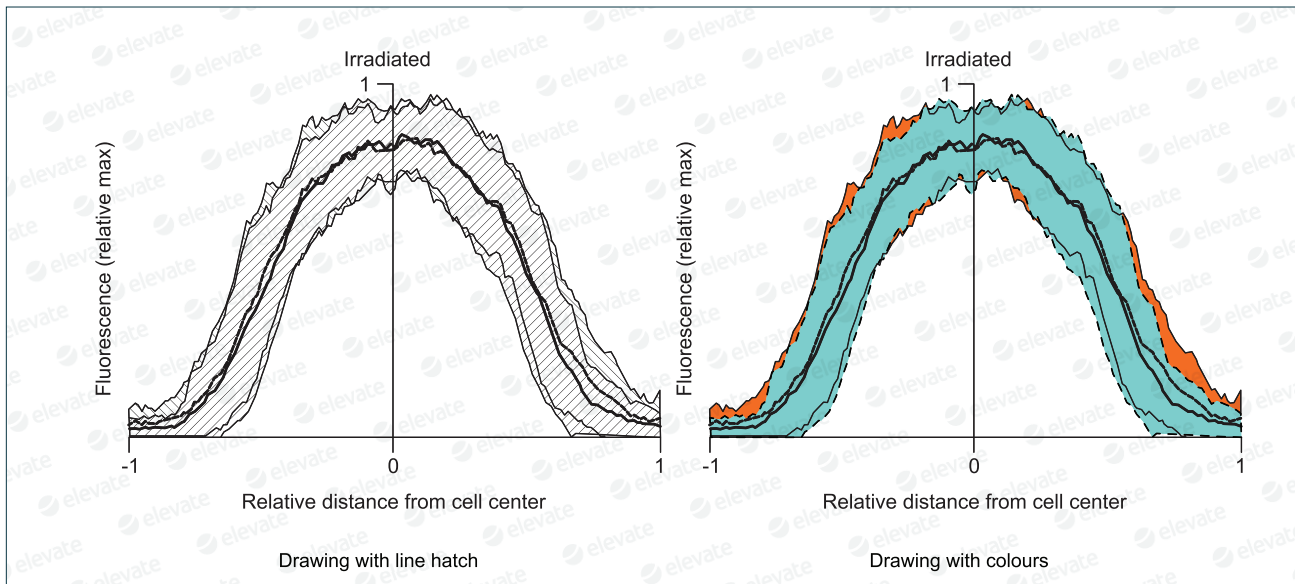 Irradiated
1
Fluorescence (relative max)
-1 0 1
Relative distance from cell center
Drawing with line hatch
Irradiated
1
Fluorescence (relative max)
-1 0 1
Relative distance from cell center
Drawing with colours
elevate